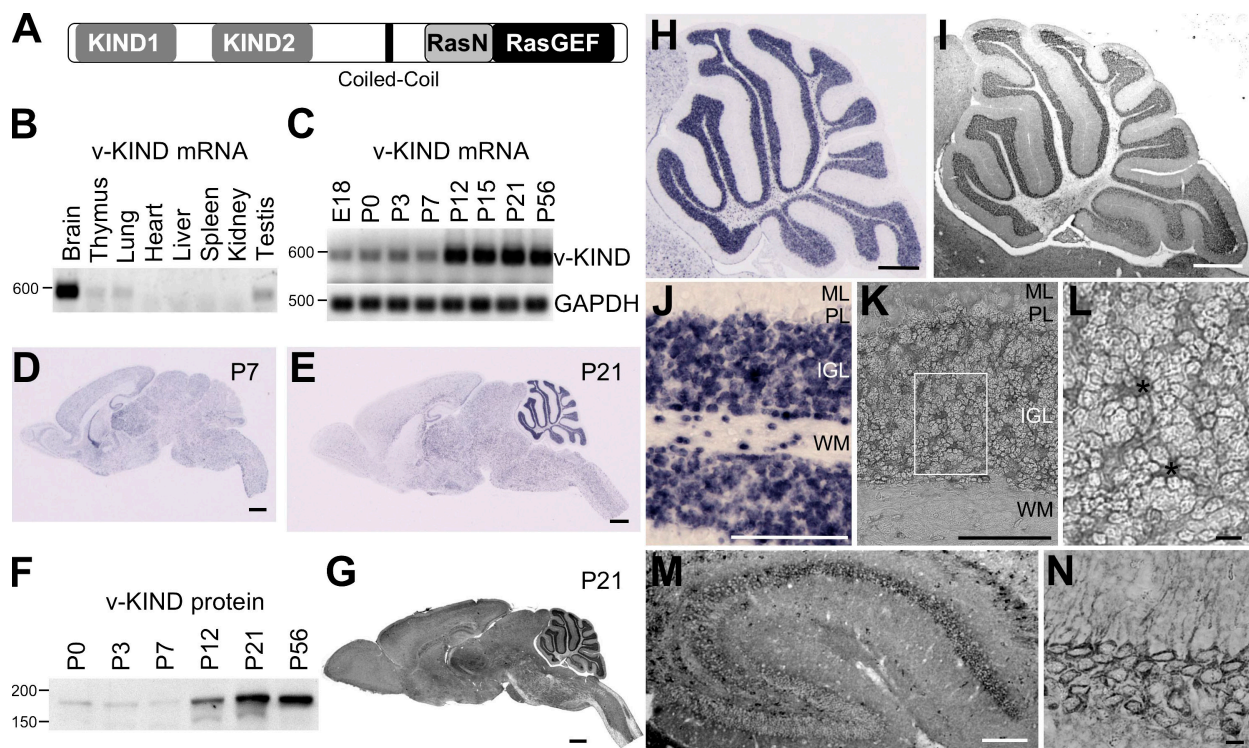 A
KIND1 KIND2 RasN RasGEF
Coiled-Coil
B
v-KIND mRNA
Brain Thymus Lung Heart Liver Spleen Kidney Testis
600
C
v-KIND mRNA
E18 P0 P3 P7 P12 P15 P21 P56
600 v-KIND
500 GAPDH
D P7
E P21
F
v-KIND protein
P0 P3 P7 P12 P21 P56
200
150
G P21
H
I
J ML
PL
IGL
WM
K ML
PL
IGL
WM
L
*
*
M
N